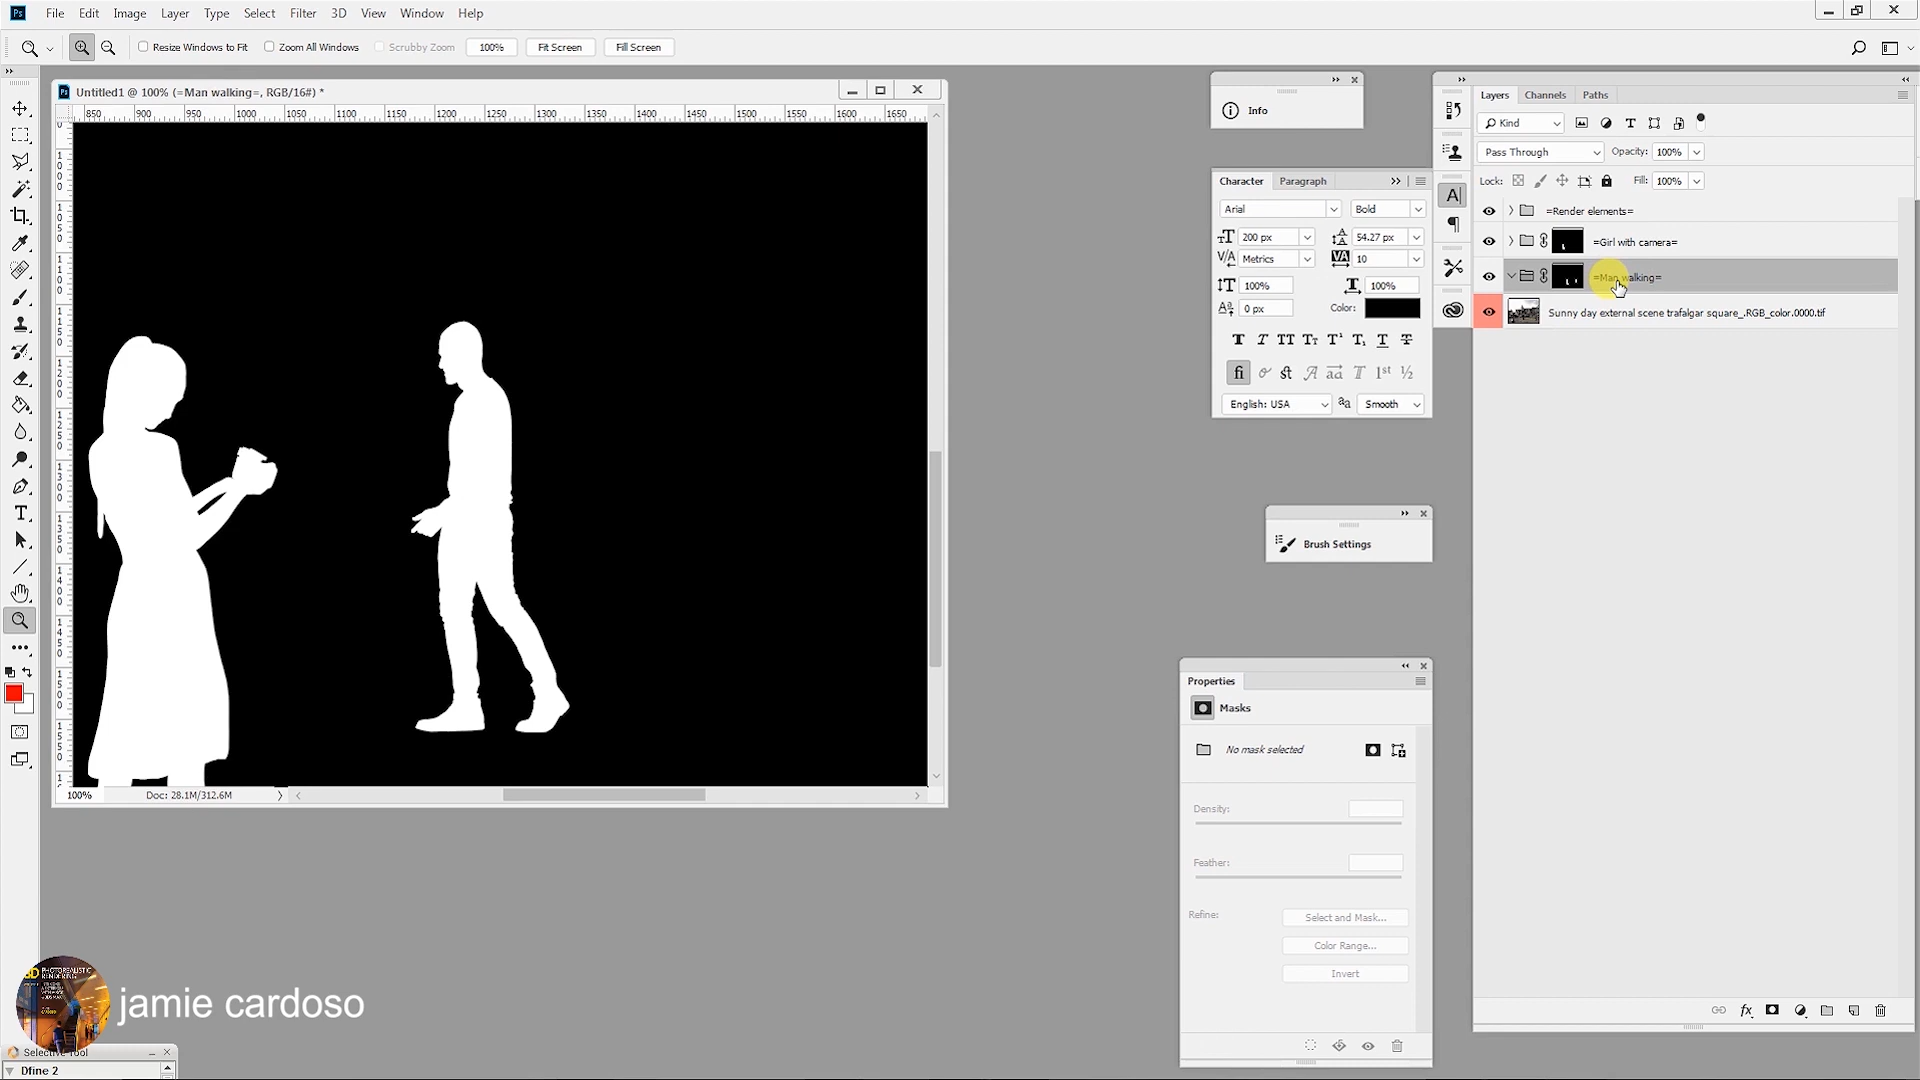 Ps File Edit Image Layer Type Select Filter 3D View Window Help
Resize Windows to Fit Zoom All Windows Scrubby Zoom 100% Fit Screen Fill Screen
Untitled1 @ 100% (=Man walking=, RGB/16#) *
850 900 950 1000 1050 1100 1150 1200 1250 1300 1350 1400 1450 1500 1550 1600 1650
100% Doc: 28.1M/312.6M
Info
Character Paragraph
Arial Bold
200 px 54.27 px
Metrics 10
100% 100%
0 px Color:
English: USA Smooth
Brush Settings
Properties
Masks
No mask selected
Density:
Feather:
Refine: Select and Mask...
Color Range...
Invert
Layers Channels Paths
Kind
Pass Through Opacity: 100%
Lock: Fill: 100%
=Render elements=
=Girl with camera=
=Man walking=
Sunny day external scene trafalgar square_.RGB_color.0000.tif
3D PHOTOREALISTIC
RENDERING
jamie cardoso
Selective Tool
Dfine 2